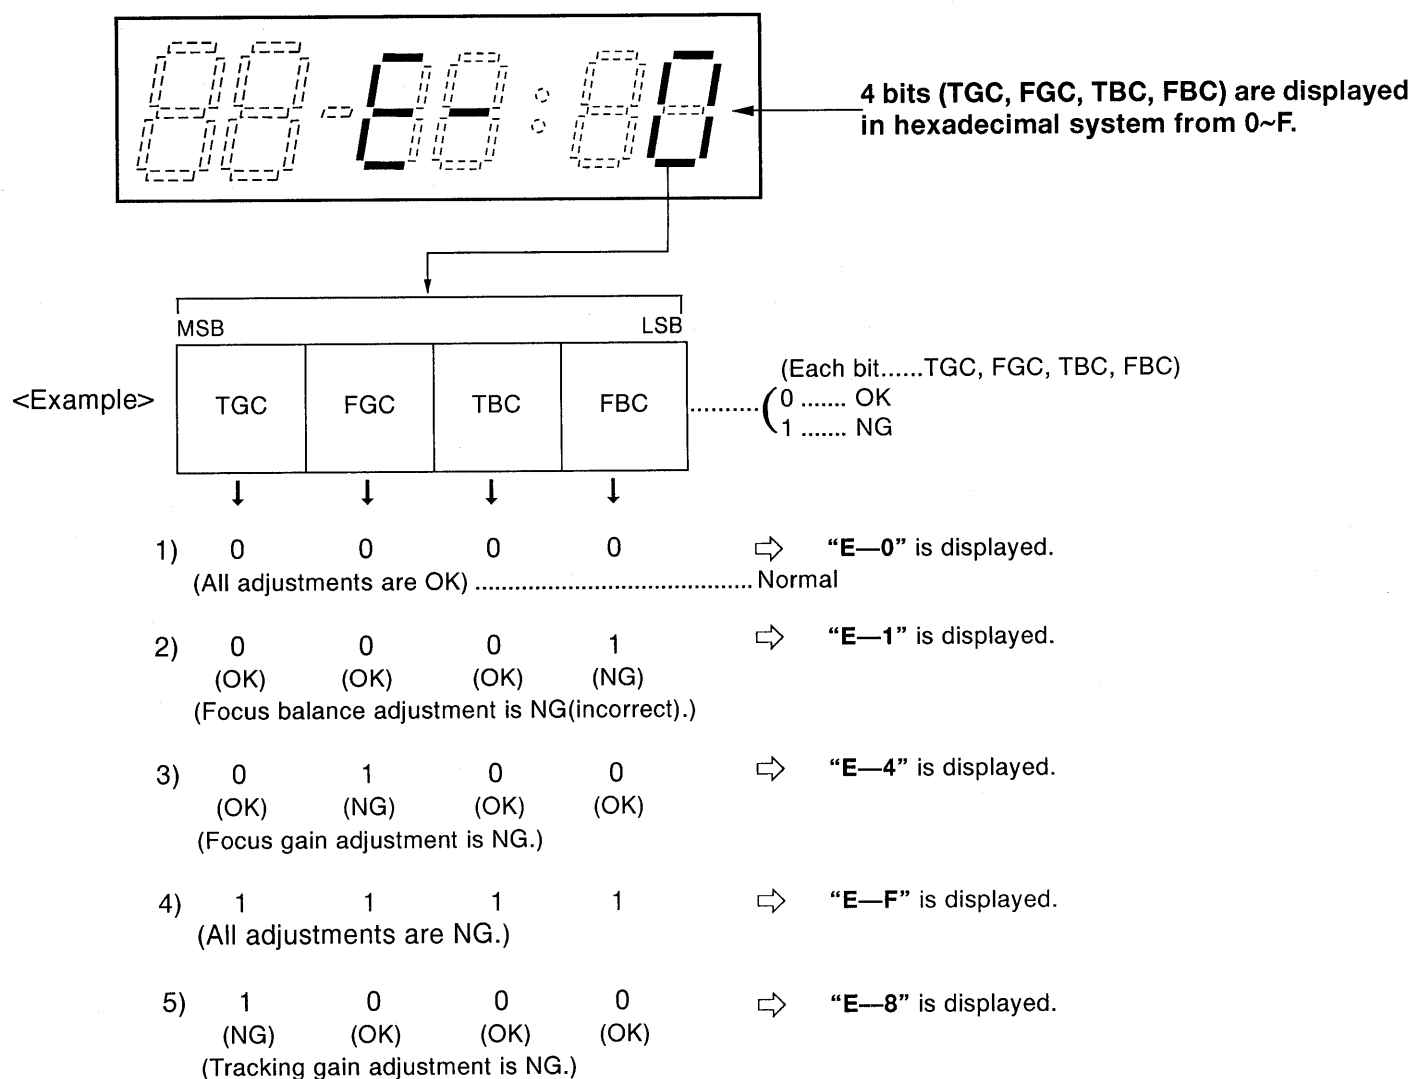 E- 0
4 bits (TGC, FGC, TBC, FBC) are displayed
in hexadecimal system from 0~F.
MSB LSB
(Each bit......TGC, FGC, TBC, FBC)
<Example> TGC FGC TBC FBC ..........( 0 ....... OK
1 ....... NG
1) 0 0 0 0 ⇨ “E—0” is displayed.
(All adjustments are OK) .......................................... Normal
2) 0 0 0 1 ⇨ “E—1” is displayed.
(OK) (OK) (OK) (NG)
(Focus balance adjustment is NG(incorrect).)
3) 0 1 0 0 ⇨ “E—4” is displayed.
(OK) (NG) (OK) (OK)
(Focus gain adjustment is NG.)
4) 1 1 1 1 ⇨ “E—F” is displayed.
(All adjustments are NG.)
5) 1 0 0 0 ⇨ “E—8” is displayed.
(NG) (OK) (OK) (OK)
(Tracking gain adjustment is NG.)